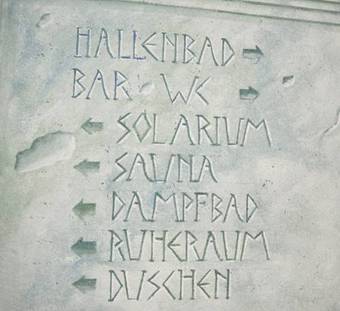 HALLENBAD
BAR WC
SOLARIUM
SAUNA
DAMPFBAD
RUHERAUM
DUSCHEN